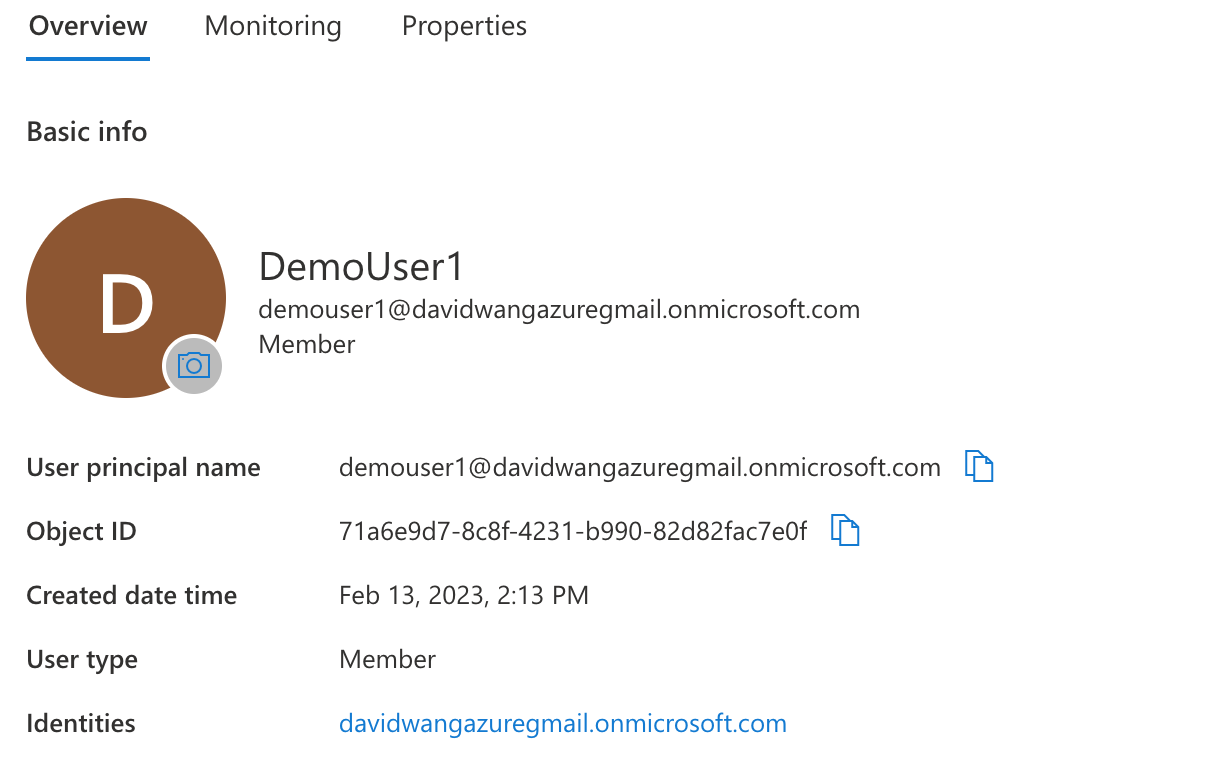 Overview Monitoring Properties
Basic info
D
DemoUser1
demouser1@davidwangazuregmail.onmicrosoft.com
Member
User principal name demouser1@davidwangazuregmail.onmicrosoft.com
Object ID 71a6e9d7-8c8f-4231-b990-82d82fac7e0f
Created date time Feb 13, 2023, 2:13 PM
User type Member
Identities davidwangazuregmail.onmicrosoft.com